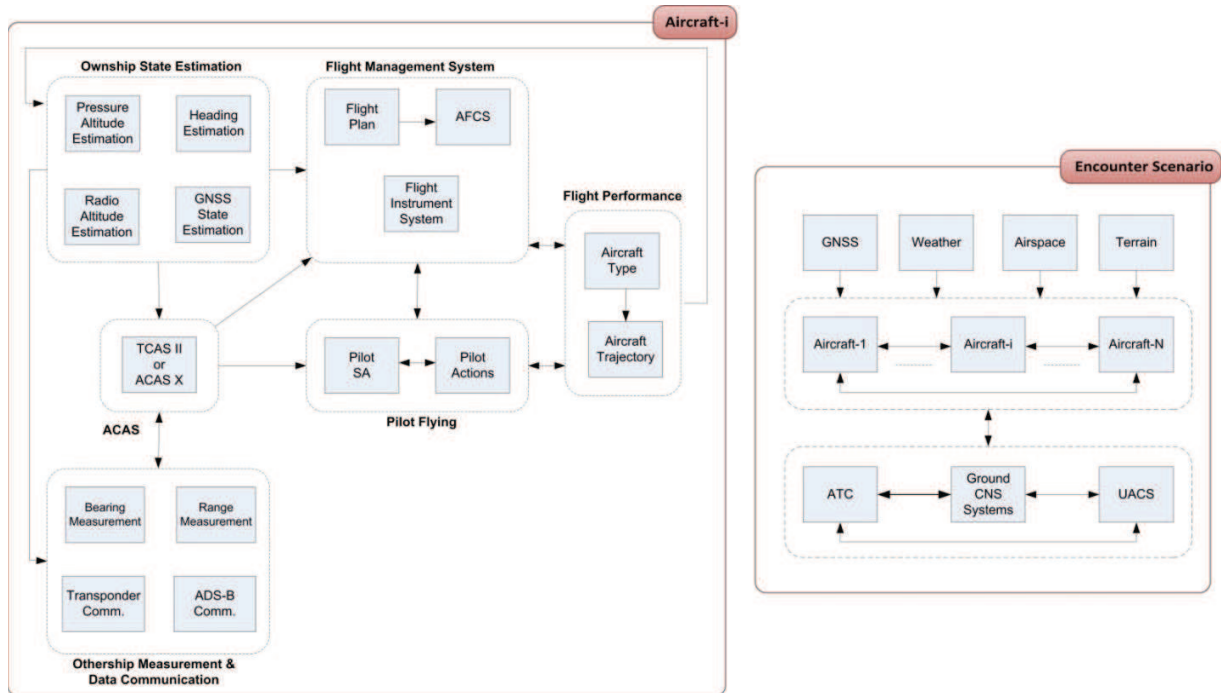 Aircraft-i
Ownship State Estimation
Pressure
Altitude
Estimation
Heading
Estimation
Radio
Altitude
Estimation
GNSS
State
Estimation
Flight Management System
Flight
Plan
AFCS
Flight
Instrument
System
Flight Performance
Aircraft
Type
Aircraft
Trajectory
TCAS II
or
ACAS X
ACAS
Pilot
SA
Pilot
Actions
Pilot Flying
Bearing
Measurement
Range
Measurement
Transponder
Comm.
ADS-B
Comm.
Othership Measurement &
Data Communication
Encounter Scenario
GNSS
Weather
Airspace
Terrain
Aircraft-1
Aircraft-i
Aircraft-N
ATC
Ground
CNS
Systems
UACS